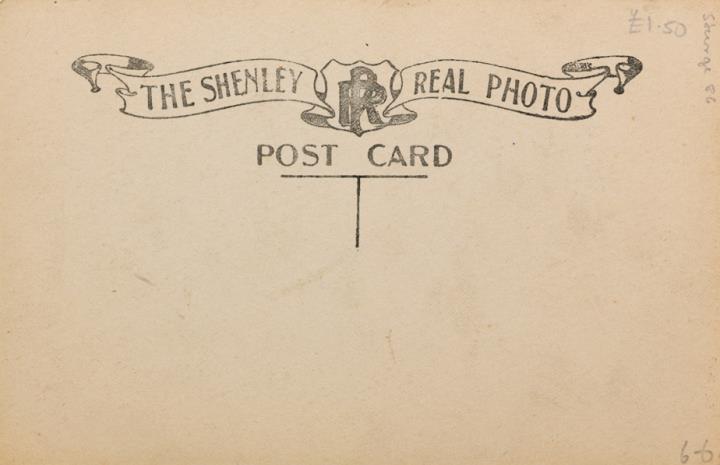 £1.50
THE SHENLEY REAL PHOTO
POST CARD